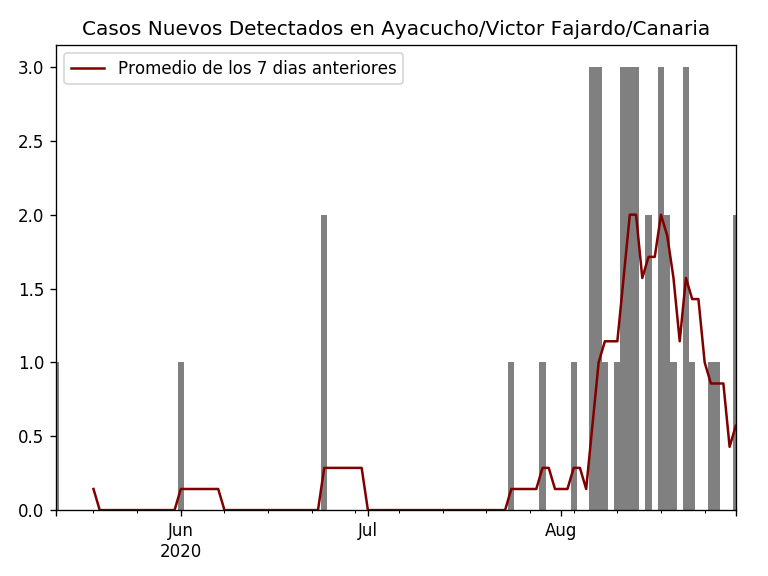 Casos Nuevos Detectados en Ayacucho/Victor Fajardo/Canaria
Promedio de los 7 dias anteriores
3.0
2.5
2.0
1.5
1.0
0.5
0.0
Jun
2020
Jul
Aug